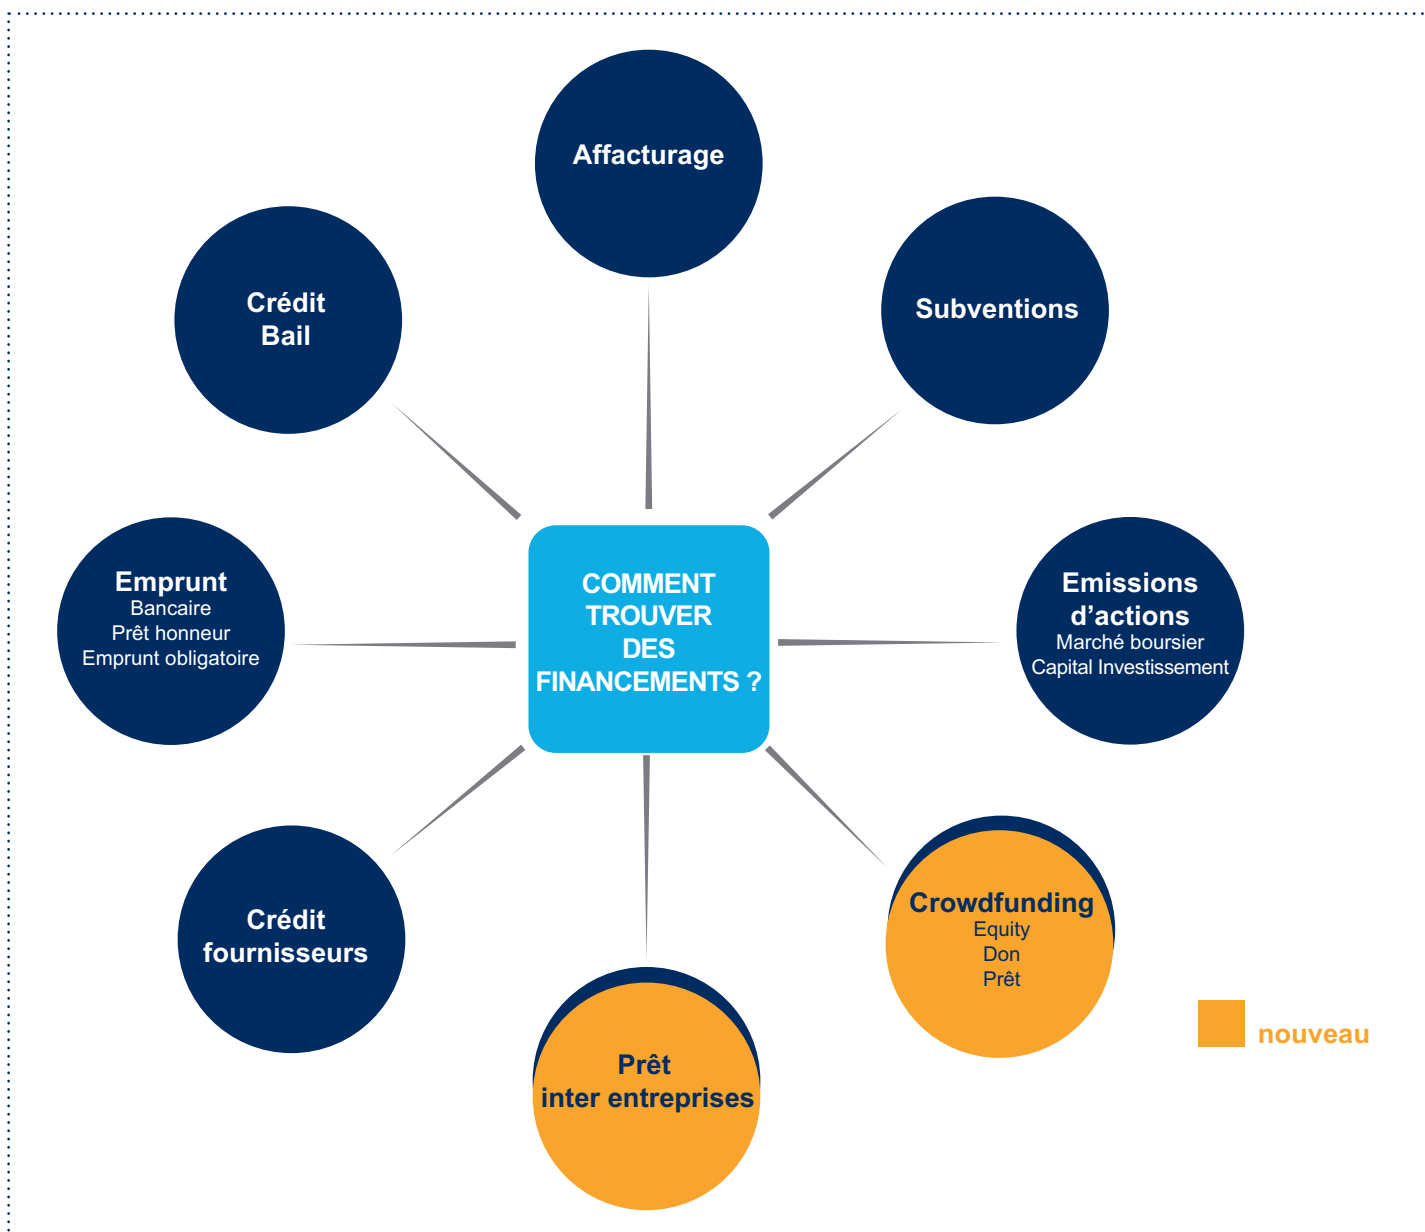 Affacturage
Crédit
Bail
Subventions
COMMENT
TROUVER
DES
FINANCEMENTS ?
Emprunt
Bancaire
Prêt honneur
Emprunt obligatoire
Emissions
d’actions
Marché boursier
Capital Investissement
Crédit
fournisseurs
Crowdfunding
Equity
Don
Prêt
Prêt
inter entreprises
nouveau